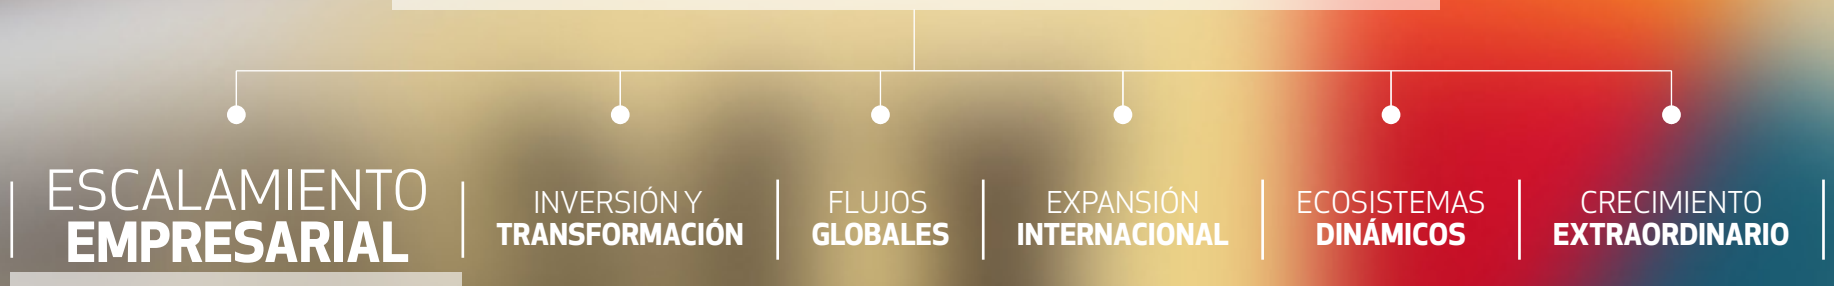 ESCALAMIENTO
EMPRESARIAL
INVERSIÓN Y
TRANSFORMACIÓN
FLUJOS
GLOBALES
EXPANSIÓN
INTERNACIONAL
ECOSISTEMAS
DINÁMICOS
CRECIMIENTO
EXTRAORDINARIO